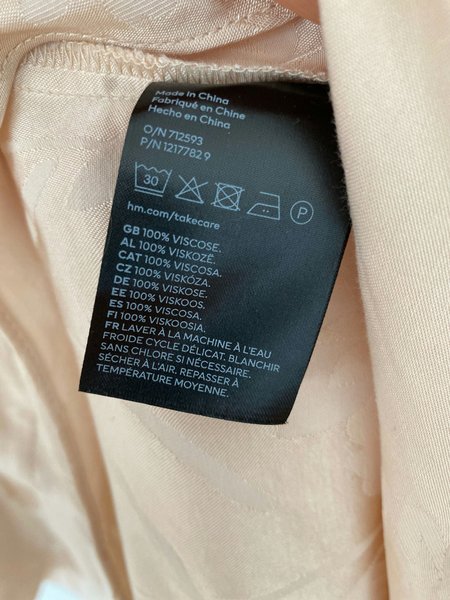 Made in China
Fabriqué en Chine
Hecho en China
O/N 712593
P/N 1217782 9
30
P
hm.com/takecare
GB 100% VISCOSE.
AL 100% VISKOZË.
CAT 100% VISCOSA.
CZ 100% VISKÓZA.
DE 100% VISKOSE.
EE 100% VISKOOS.
ES 100% VISCOSA.
FI 100% VISKOOSIA.
FR LAVER À LA MACHINE À L'EAU
FROIDE CYCLE DÉLICAT. BLANCHIR
SANS CHLORE SI NÉCESSAIRE.
SÉCHER À L'AIR. REPASSER À
TEMPÉRATURE MOYENNE.